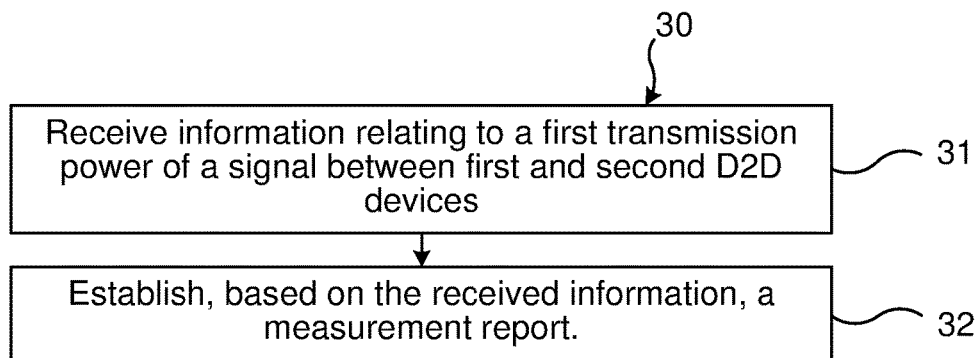 30
Receive information relating to a first transmission
power of a signal between first and second D2D
devices
31
Establish, based on the received information, a
measurement report.
32